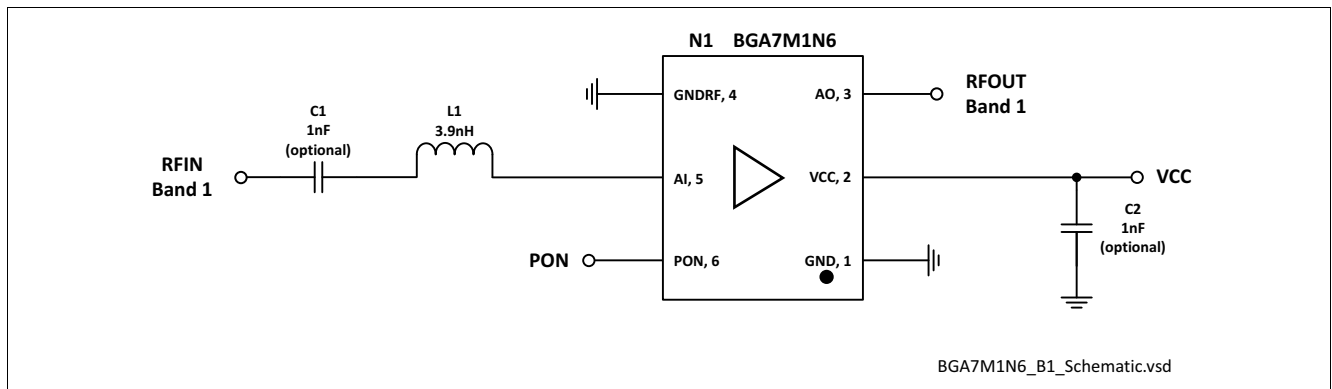 N1 BGA7M1N6
GNDRF, 4
AO, 3
RFOUT
Band 1
C1
1nF
(optional)
L1
3.9nH
RFIN
Band 1
AI, 5
VCC, 2
VCC
C2
1nF
(optional)
PON
PON, 6
GND, 1
BGA7M1N6_B1_Schematic.vsd